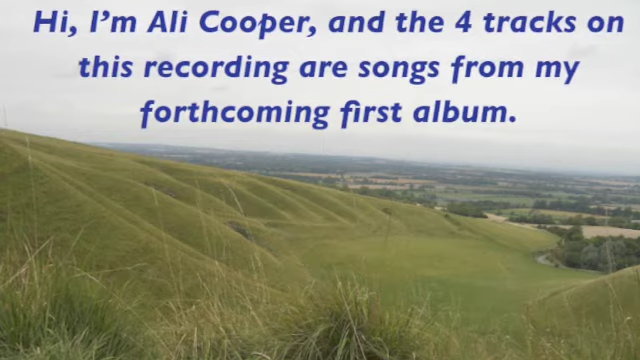 Hi, I'm Ali Cooper, and the 4 tracks on
this recording are songs from my
forthcoming first album.